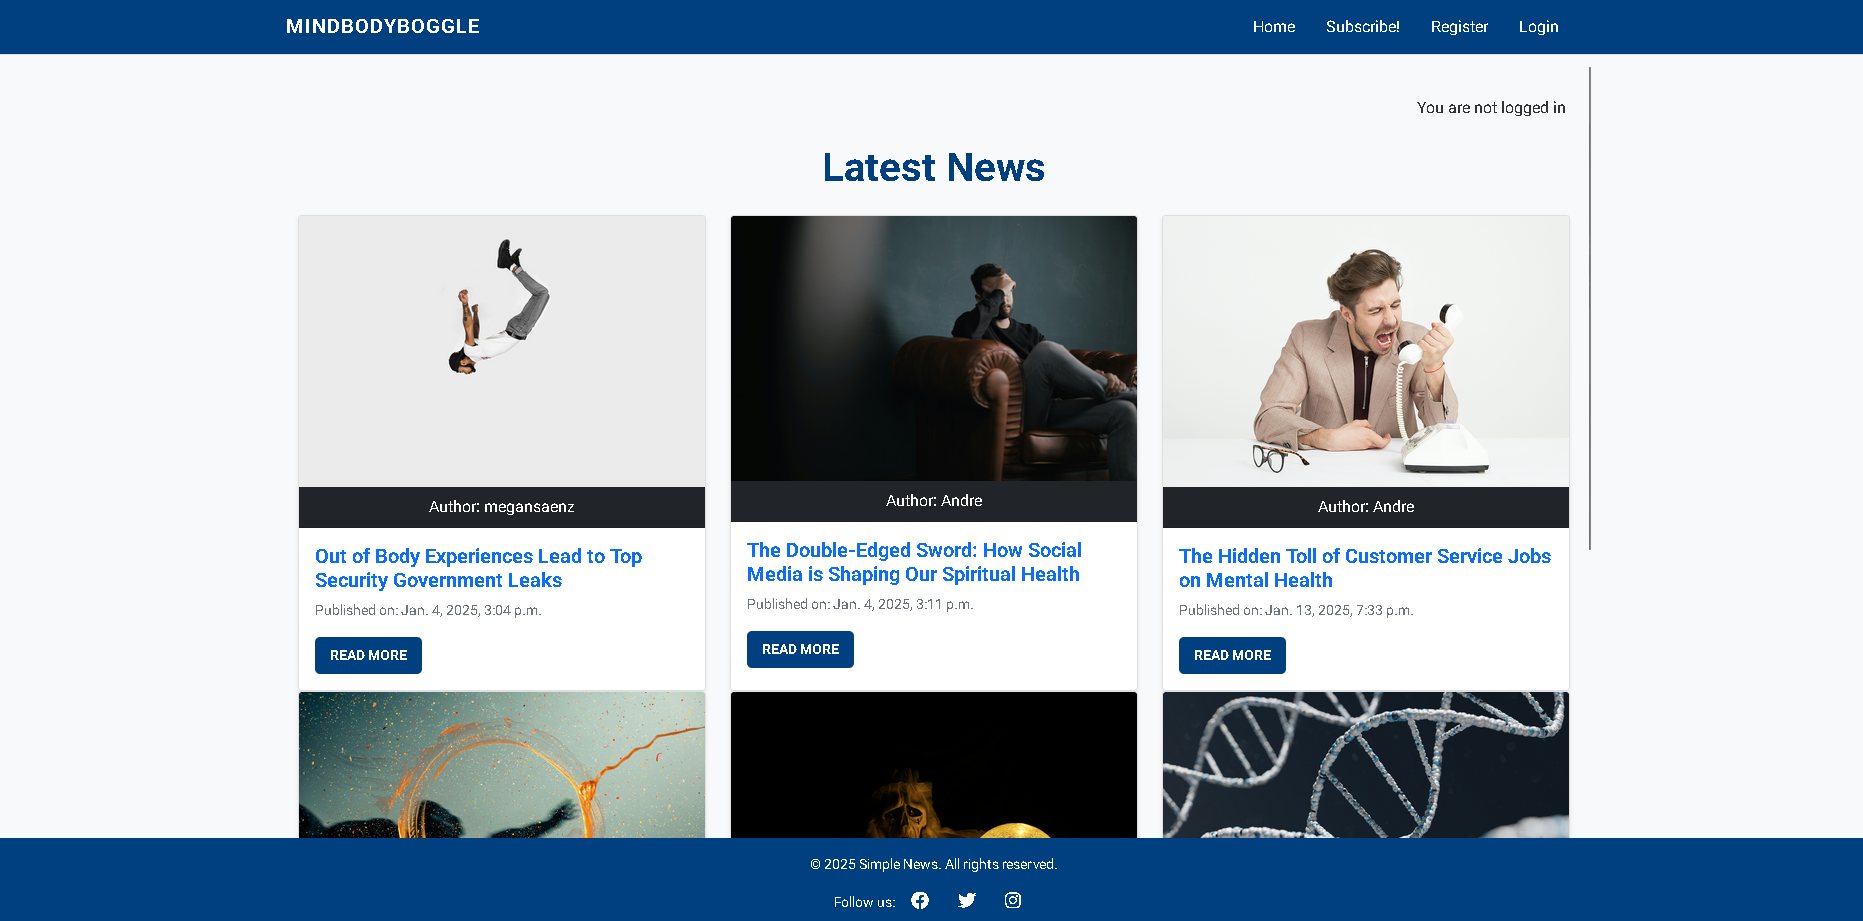 MINDBODYBOGGLE
Home Subscribe! Register Login
You are not logged in
Latest News
Author: megansaenz
Out of Body Experiences Lead to Top
Security Government Leaks
Published on: Jan. 4, 2025, 3:04 p.m.
READ MORE
Author: Andre
The Double-Edged Sword: How Social
Media is Shaping Our Spiritual Health
Published on: Jan. 4, 2025, 3:11 p.m.
READ MORE
Author: Andre
The Hidden Toll of Customer Service Jobs
on Mental Health
Published on: Jan. 13, 2025, 7:33 p.m.
READ MORE
© 2025 Simple News. All rights reserved.
Follow us: